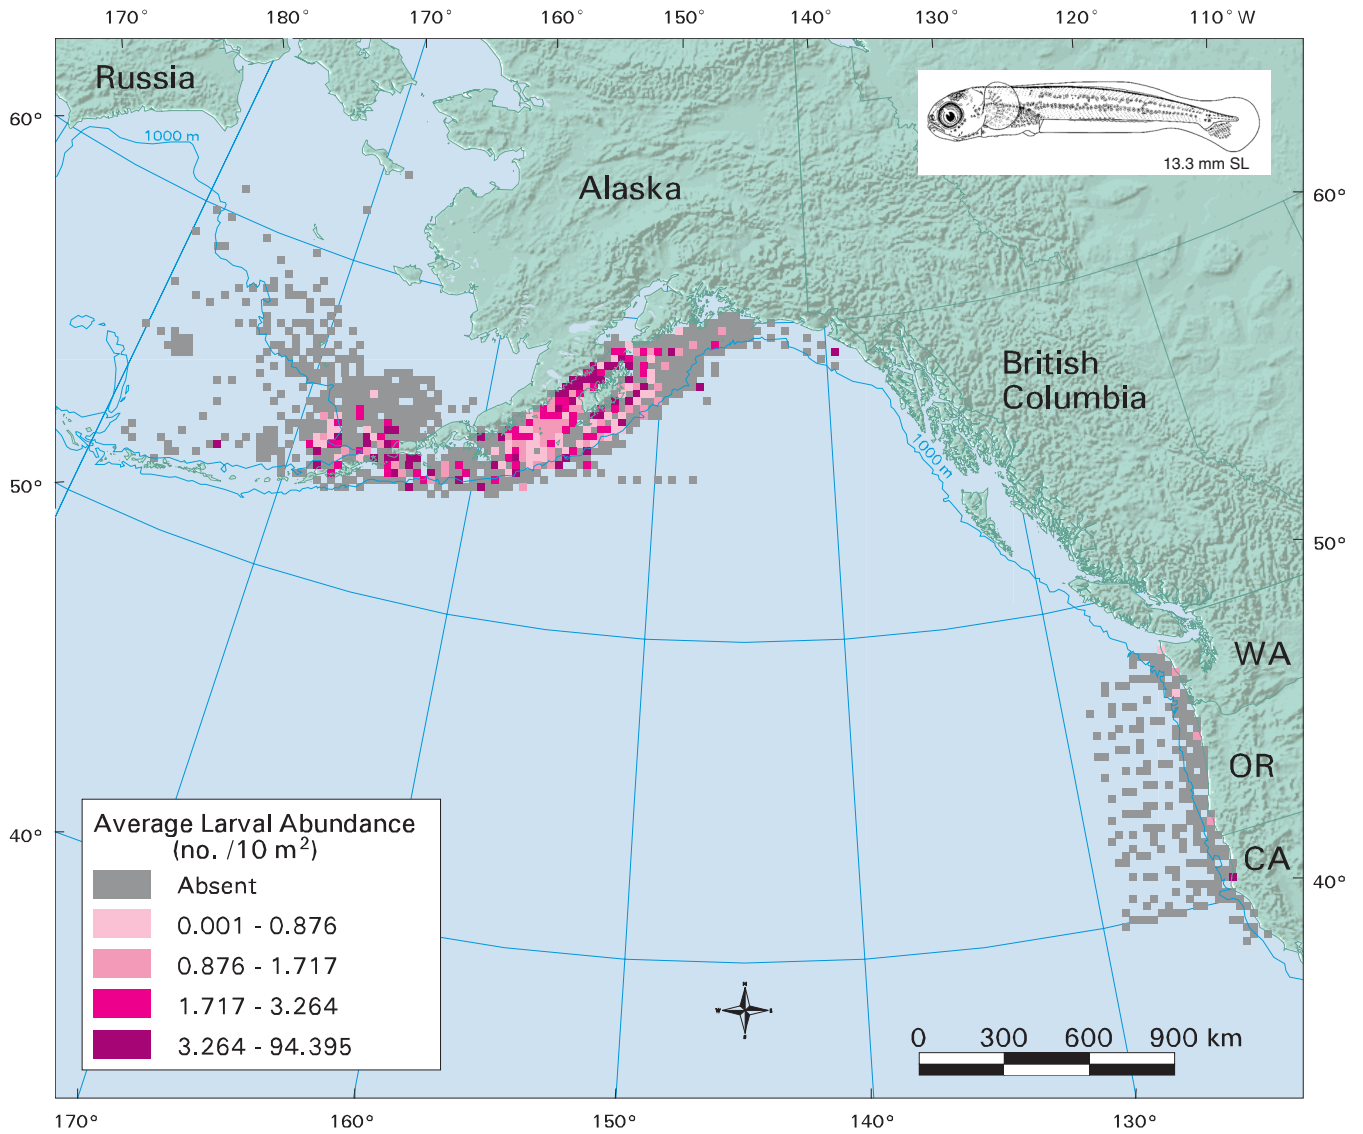 170° 180° 170° 160° 150° 140° 130° 120° 110° W
Russia
60°
1000 m
13.3 mm SL
Alaska
60°
British
Columbia
1000 m
50°
50°
WA
OR
CA
40°
40°
Average Larval Abundance
(no. /10 m²)
Absent
0.001 - 0.876
0.876 - 1.717
1.717 - 3.264
3.264 - 94.395
N
W
S
0 300 600 900 km
170° 160° 150° 140° 130°